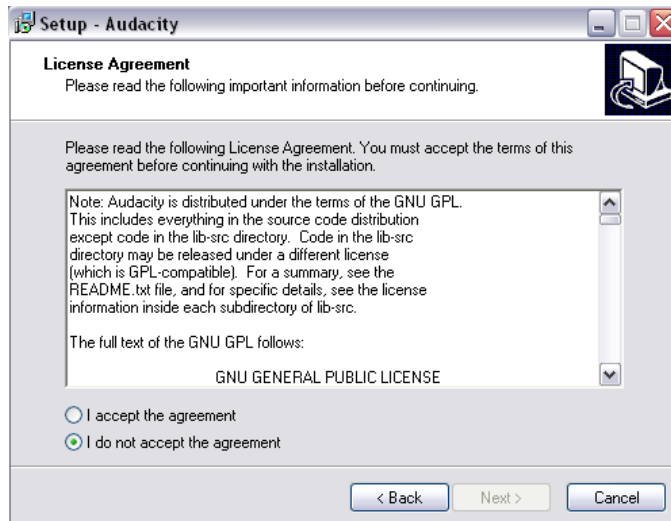 Setup - Audacity
License Agreement
Please read the following important information before continuing.
Please read the following License Agreement. You must accept the terms of this
agreement before continuing with the installation.
Note: Audacity is distributed under the terms of the GNU GPL.
This includes everything in the source code distribution
except code in the lib-src directory.  Code in the lib-src
directory may be released under a different license
(which is GPL-compatible).  For a summary, see the
README.txt file, and for specific details, see the license
information inside each subdirectory of lib-src.
The full text of the GNU GPL follows:
GNU GENERAL PUBLIC LICENSE
I accept the agreement
I do not accept the agreement
< Back Next > Cancel